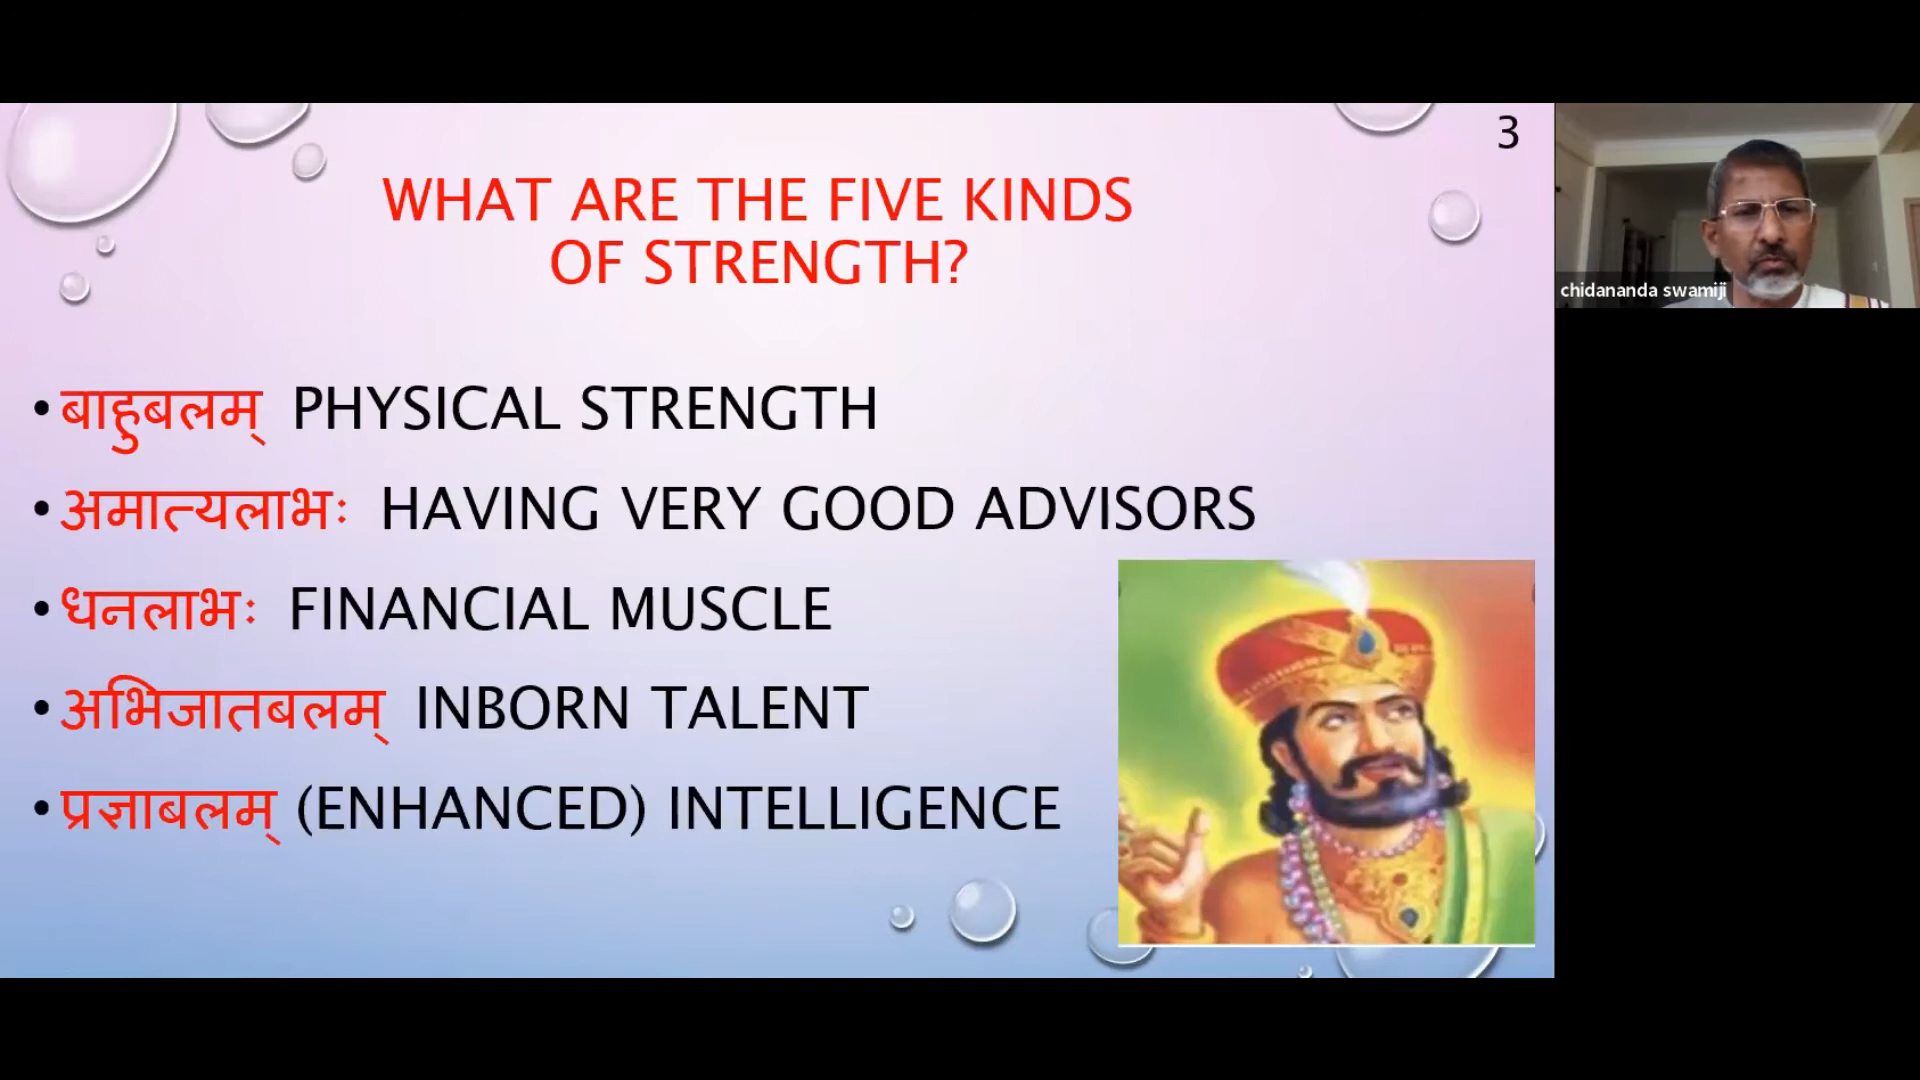 3
WHAT ARE THE FIVE KINDS
OF STRENGTH?
• बाहुबलम् PHYSICAL STRENGTH
• अमात्यलाभः HAVING VERY GOOD ADVISORS
• धनलाभः FINANCIAL MUSCLE
• अभिजातबलम् INBORN TALENT
• प्रज्ञाबलम् (ENHANCED) INTELLIGENCE
chidananda swamiji